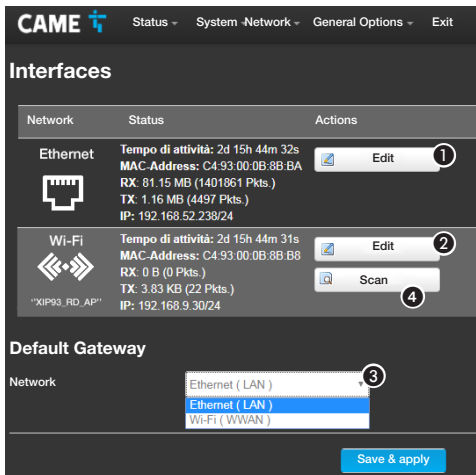 CAME
Status System Network General Options Exit
Interfaces
Network Status Actions
Ethernet
Tempo di attività: 2d 15h 44m 32s
MAC-Address: C4:93:00:0B:8B:BA
RX: 81.15 MB (1401861 Pkts.)
TX: 1.16 MB (4497 Pkts.)
IP: 192.168.52.238/24
Edit
1
Wi-Fi
"XIP93_RD_AP"
Tempo di attività: 2d 15h 44m 31s
MAC-Address: C4:93:00:0B:8B:B8
RX: 0 B (0 Pkts.)
TX: 3.83 KB (22 Pkts.)
IP: 192.168.9.30/24
Edit
2
Scan
4
Default Gateway
Network
Ethernet ( LAN )
3
Ethernet ( LAN )
Wi-Fi ( WWAN )
Save & apply